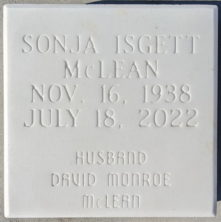 SONJA ISGETT
McLEAN
NOV. 16, 1938
JULY 18, 2022
HUSBAND
DAVID MONROE
McLEAN